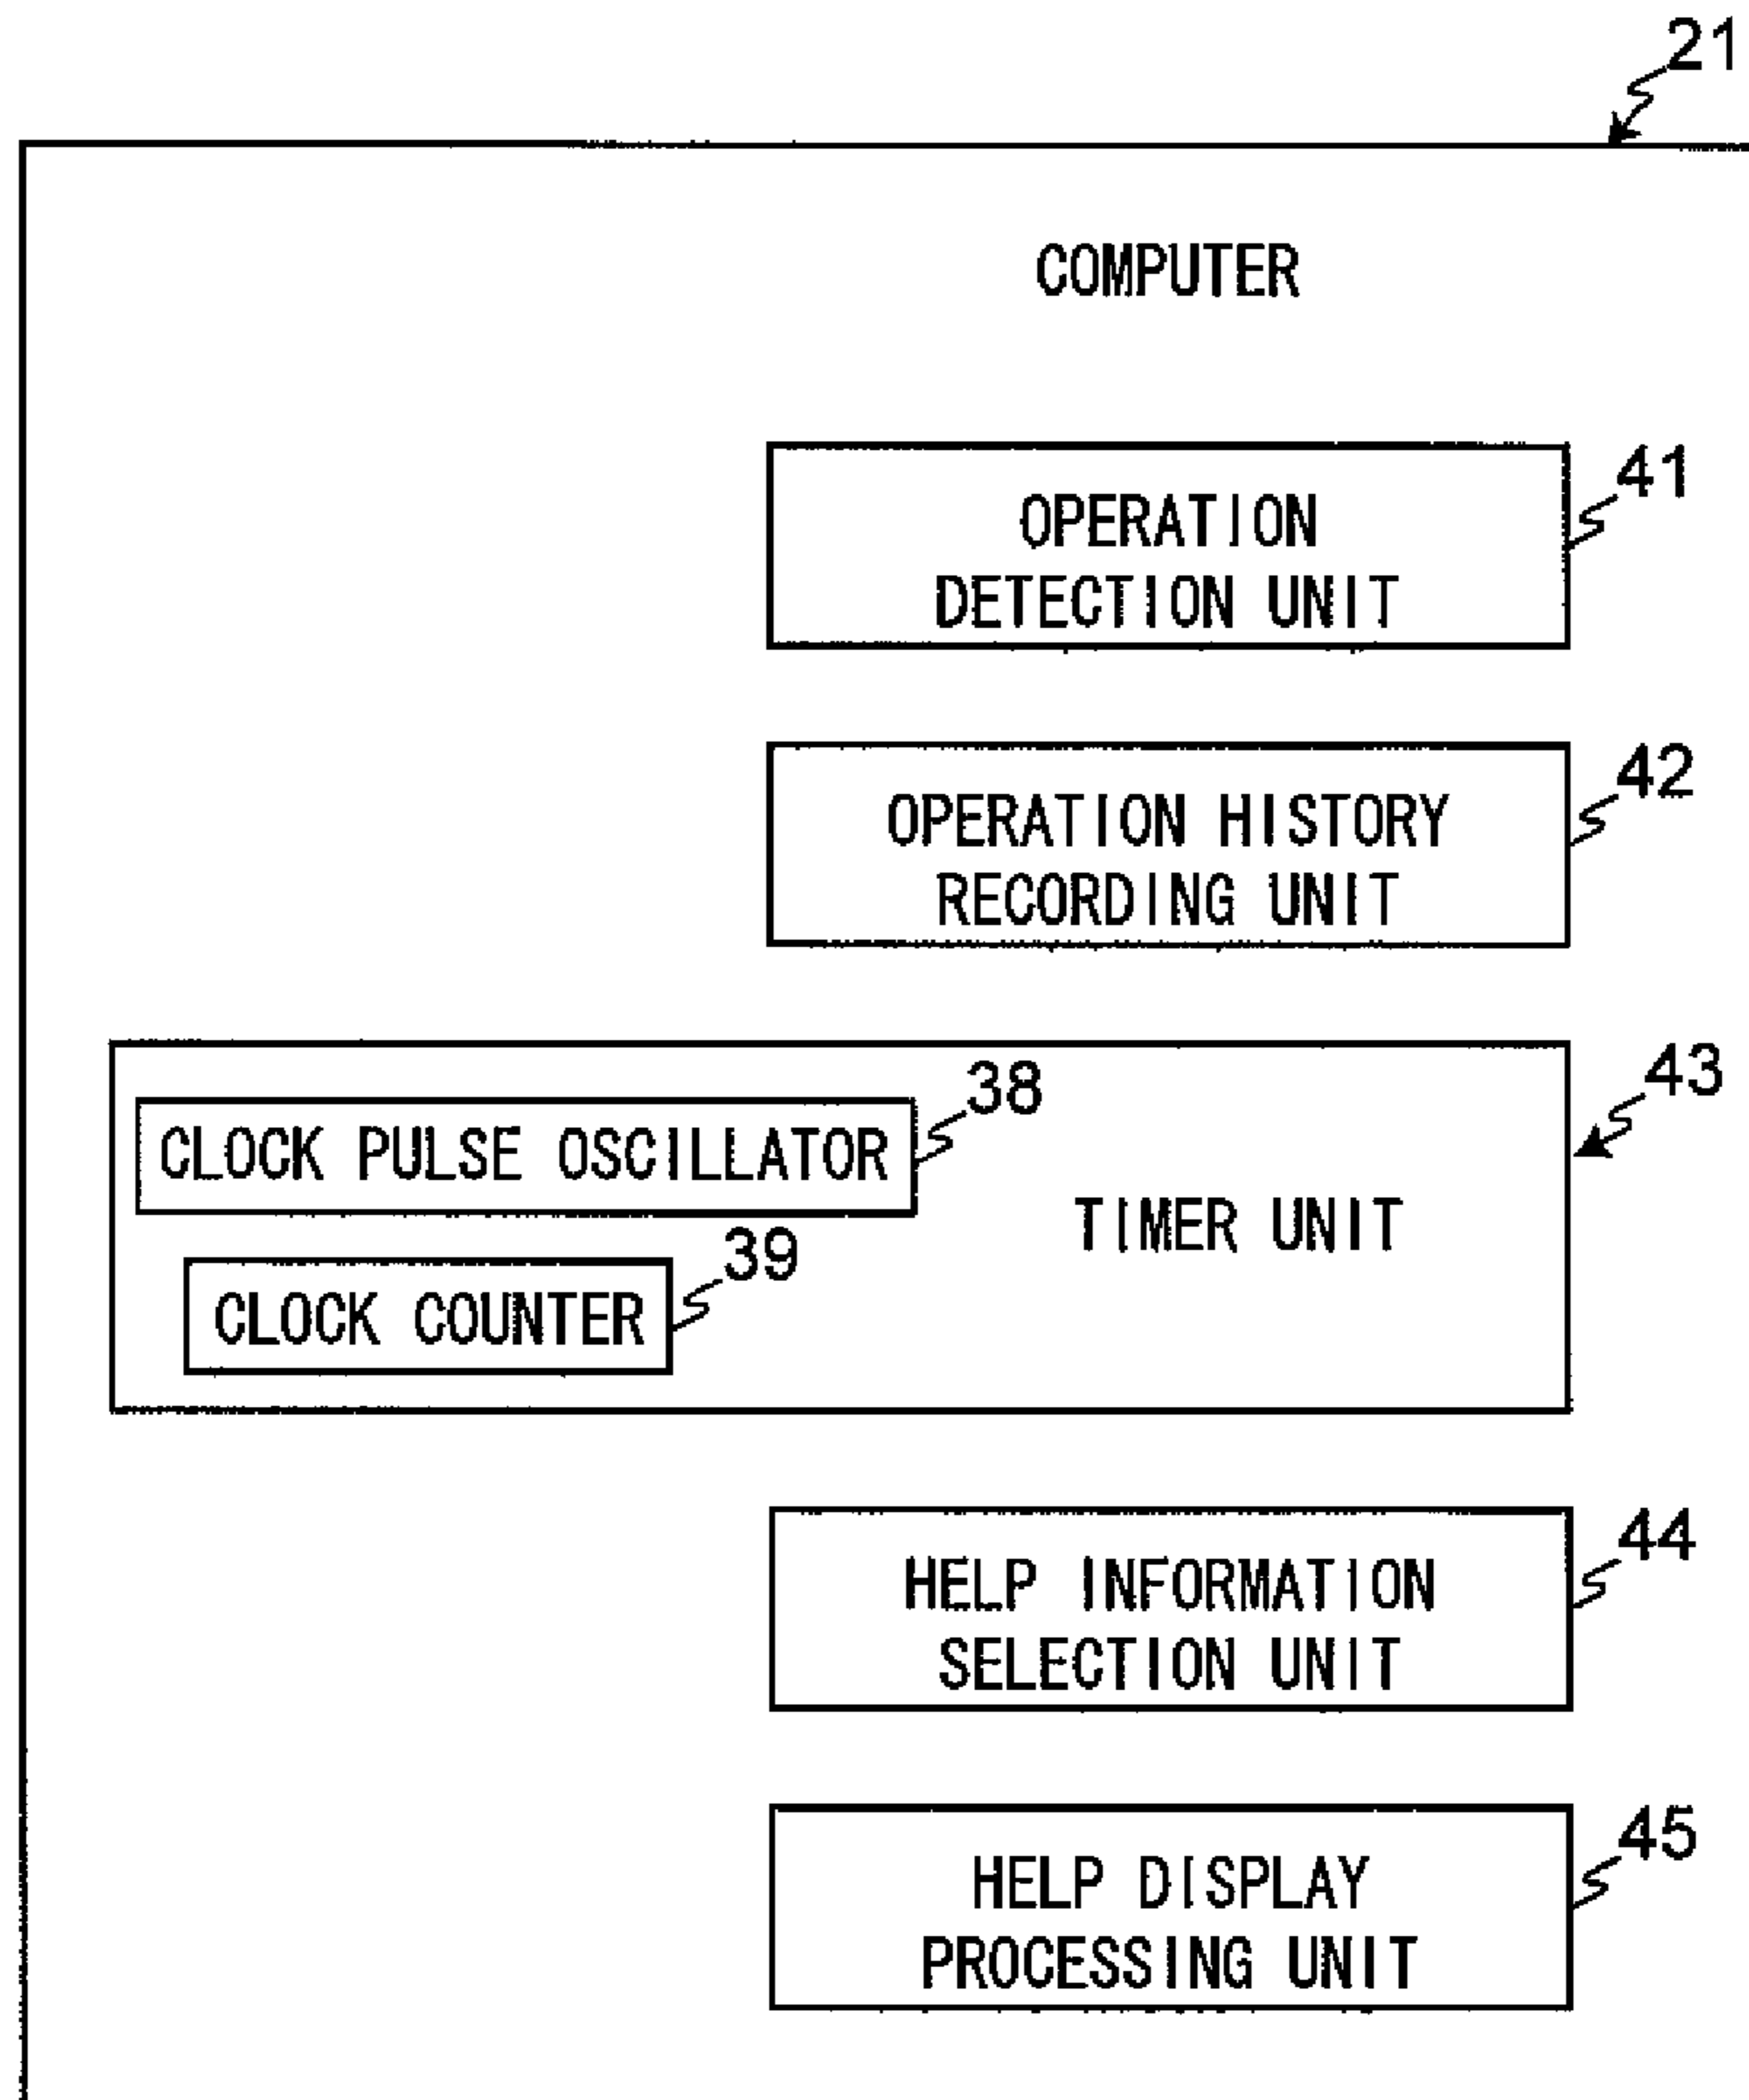 21
COMPUTER
41
OPERATION
DETECTION UNIT
42
OPERATION HISTORY
RECORDING UNIT
43
38
CLOCK PULSE OSCILLATOR
TIMER UNIT
39
CLOCK COUNTER
44
HELP INFORMATION
SELECTION UNIT
45
HELP DISPLAY
PROCESSING UNIT